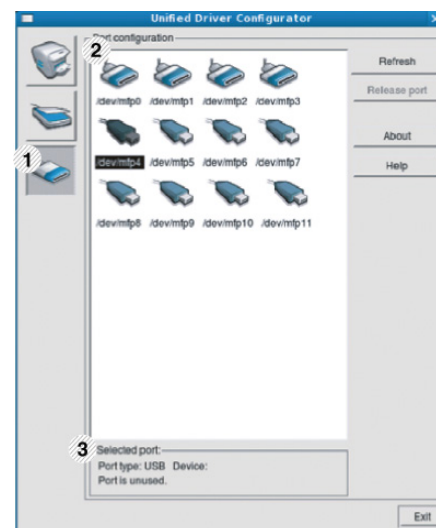 Unified Driver Configurator
Port configuration
2
/dev/mfp0 /dev/mfp1 /dev/mfp2 /dev/mfp3
/dev/mfp4 /dev/mfp5 /dev/mfp6 /dev/mfp7
/dev/mfp8 /dev/mfp9 /dev/mfp10 /dev/mfp11
Refresh
Release port
About
Help
1
3
Selected port:
Port type: USB Device:
Port is unused.
Exit